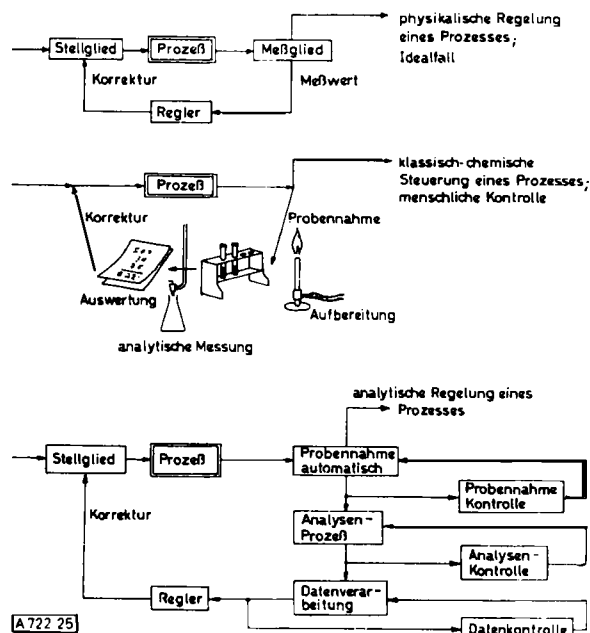 physikalische Regelung
eines Prozesses;
Idealfall
Stellglied
Prozeß
Meßglied
Korrektur
Meßwert
Regler
klassisch-chemische
Steuerung eines Prozesses;
menschliche Kontrolle
Prozeß
Korrektur
Probennahme
Auswertung
Aufbereitung
analytische Messung
analytische Regelung eines
Prozesses
Stellglied
Prozeß
Probennahme
automatisch
Probennahme
Kontrolle
Korrektur
Analysen-
Prozeß
Analysen-
Kontrolle
Regler
Datenverar-
beitung
A 722 25
Datenkontrolle